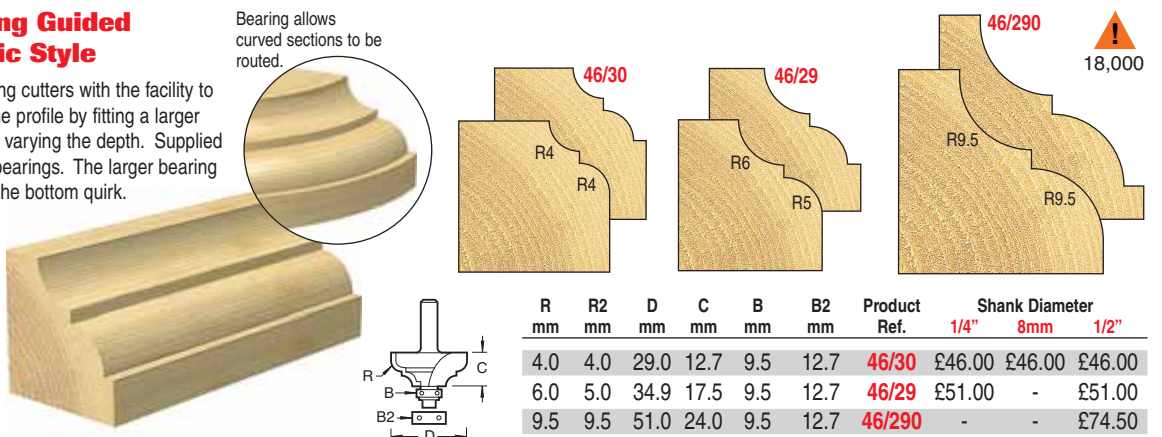 ng Guided
ic Style
ng cutters with the facility to
e profile by fitting a larger
varying the depth. Supplied
bearings. The larger bearing
he bottom quirk.
Bearing allows
curved sections to be
routed.
46/30
R4
R4
46/29
R6
R5
46/290
R9.5
R9.5
!
18,000
R
B
B2
C
D
R R2 D C B B2 Product Shank Diameter
mm mm mm mm mm mm Ref. 1/4” 8mm 1/2”
4.0 4.0 29.0 12.7 9.5 12.7 46/30 £46.00 £46.00 £46.00
6.0 5.0 34.9 17.5 9.5 12.7 46/29 £51.00 - £51.00
9.5 9.5 51.0 24.0 9.5 12.7 46/290 - - £74.50